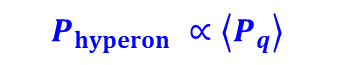 P_hyperon ∝ ⟨P_q⟩